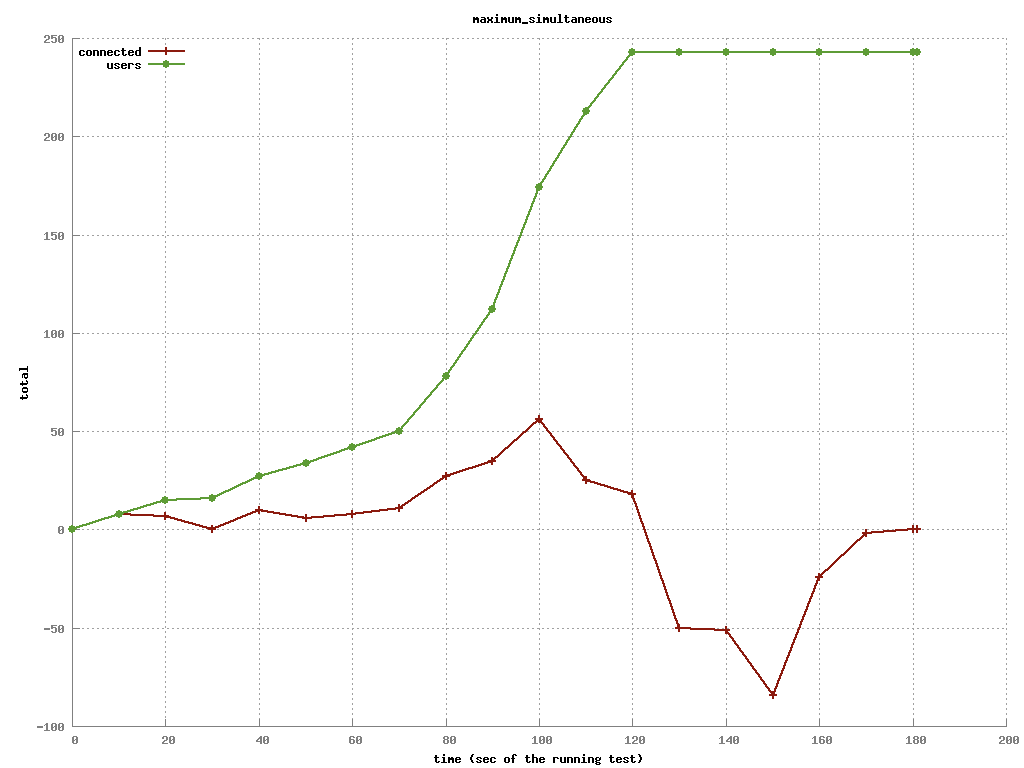 maximum_simultaneous
250
200
150
100
50
0
-50
-100
connected
users
total
0 20 40 60 80 100 120 140 160 180 200
time (sec of the running test)